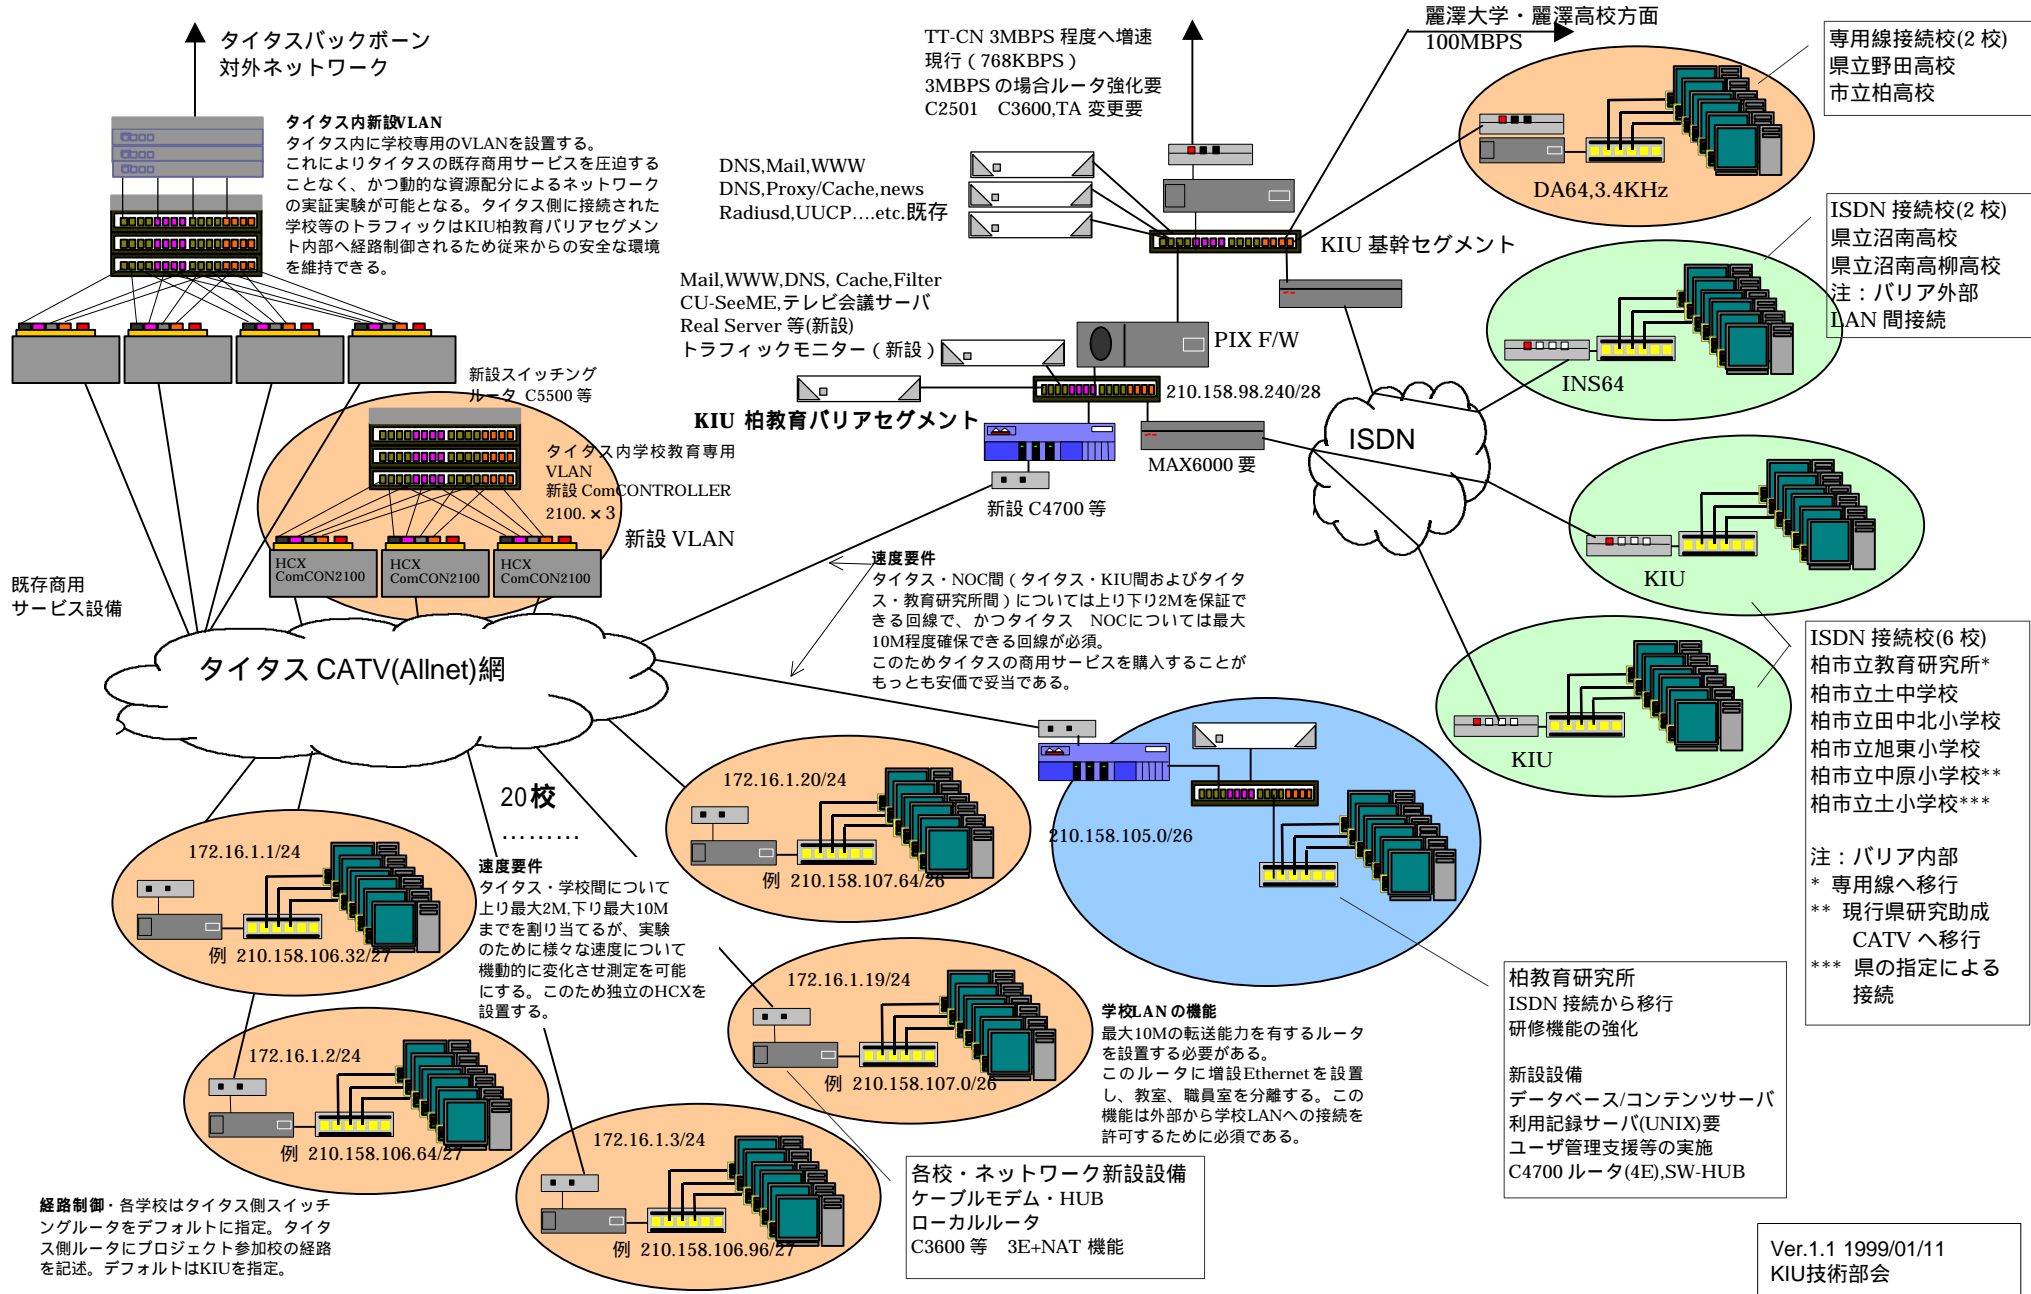 タイタスバックボーン
対外ネットワーク
タイタス内新設VLAN
タイタス内に学校専用のVLANを設置する。
これによりタイタスの既存商用サービスを圧迫する
ことなく、かつ動的な資源配分によるネットワーク
の実証実験が可能となる。タイタス側に接続された
学校等のトラフィックはKIU柏教育バリアセグメン
ト内部へ経路制御されるため従来からの安全な環境
を維持できる。
TT-CN 3MBPS 程度へ増速
現行（768KBPS）
3MBPS の場合ルータ強化要
C2501　C3600,TA 変更要
麗澤大学・麗澤高校方面
100MBPS
専用線接続校(2 校)
県立野田高校
市立柏高校
DNS,Mail,WWW
DNS,Proxy/Cache,news
Radiusd,UUCP….etc.既存
DA64,3.4KHz
KIU 基幹セグメント
ISDN 接続校(2 校)
県立沼南高校
県立沼南高柳高校
注：バリア外部
LAN 間接続
INS64
Mail,WWW,DNS, Cache,Filter
CU-SeeME,テレビ会議サーバ
Real Server 等(新設)
トラフィックモニター（新設）
PIX F/W
210.158.98.240/28
KIU 柏教育バリアセグメント
MAX6000 要
新設 C4700 等
ISDN
新設スイッチング
ルータ C5500 等
タイタス内学校教育専用
VLAN
新設 ComCONTROLLER
2100.×3
新設 VLAN
HCX
ComCON2100
HCX
ComCON2100
HCX
ComCON2100
既存商用
サービス設備
速度要件
タイタス・NOC間（タイタス・KIU間およびタイタ
ス・教育研究所間）については上り下り2Mを保証で
きる回線で、かつタイタス　NOCについては最大
10M程度確保できる回線が必須。
このためタイタスの商用サービスを購入することが
もっとも安価で妥当である。
KIU
KIU
ISDN 接続校(6 校)
柏市立教育研究所*
柏市立土中学校
柏市立田中北小学校
柏市立旭東小学校
柏市立中原小学校**
柏市立土小学校***
注：バリア内部
* 専用線へ移行
** 現行県研究助成
CATV へ移行
*** 県の指定による
接続
タイタス CATV(Allnet)網
20校
………
172.16.1.20/24
例 210.158.107.64/26
210.158.105.0/26
172.16.1.1/24
例 210.158.106.32/27
速度要件
タイタス・学校間について
上り最大2M,下り最大10M
までを割り当てるが、実験
のために様々な速度について
機動的に変化させ測定を可能
にする。このため独立のHCXを
設置する。
172.16.1.19/24
例 210.158.107.0/26
学校LANの機能
最大10Mの転送能力を有するルータ
を設置する必要がある。
このルータに増設Ethernetを設置
し、教室、職員室を分離する。この
機能は外部から学校LANへの接続を
許可するために必須である。
柏教育研究所
ISDN 接続から移行
研修機能の強化
新設設備
データベース/コンテンツサーバ
利用記録サーバ(UNIX)要
ユーザ管理支援等の実施
C4700 ルータ(4E),SW-HUB
172.16.1.2/24
例 210.158.106.64/27
172.16.1.3/24
例 210.158.106.96/27
各校・ネットワーク新設設備
ケーブルモデム・HUB
ローカルルータ
C3600 等　3E+NAT 機能
経路制御・各学校はタイタス側スイッチ
ングルータをデフォルトに指定。タイタ
ス側ルータにプロジェクト参加校の経路
を記述。デフォルトはKIUを指定。
Ver.1.1 1999/01/11
KIU技術部会